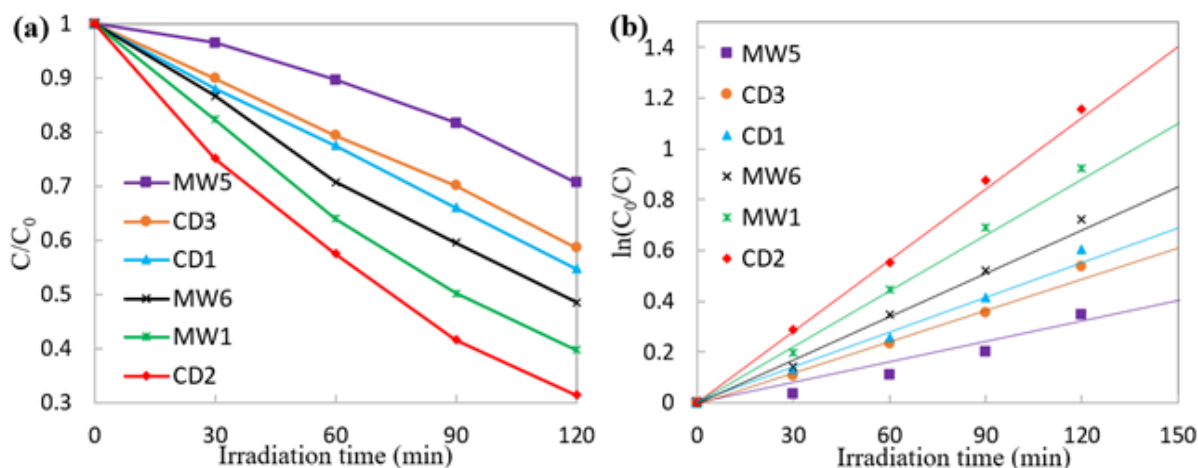 (a)
C/C₀
1
0.9
0.8
0.7
0.6
0.5
0.4
0.3
MW5
CD3
CD1
MW6
MW1
CD2
0 30 60 90 120
Irradiation time (min)
(b)
ln(C₀/C)
1.4
1.2
1
0.8
0.6
0.4
0.2
0
MW5
CD3
CD1
MW6
MW1
CD2
0 30 60 90 120 150
Irradiation time (min)